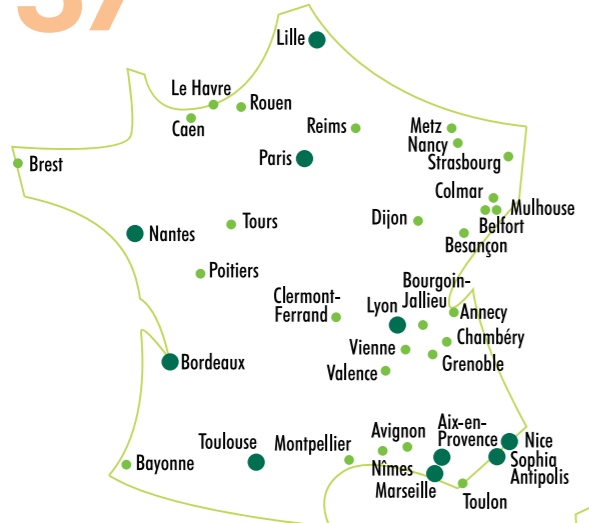 37
Lille
Le Havre
Rouen
Caen
Reims
Metz
Nancy
Strasbourg
Paris
Brest
Colmar
Mulhouse
Belfort
Besançon
Dijon
Tours
Nantes
Poitiers
Bourgoin-
Jallieu
Clermont-
Ferrand
Lyon
Annecy
Chambéry
Vienne
Grenoble
Valence
Bordeaux
Toulouse
Montpellier
Avignon
Aix-en-
Provence
Nice
Sophia
Antipolis
Nîmes
Marseille
Toulon
Bayonne